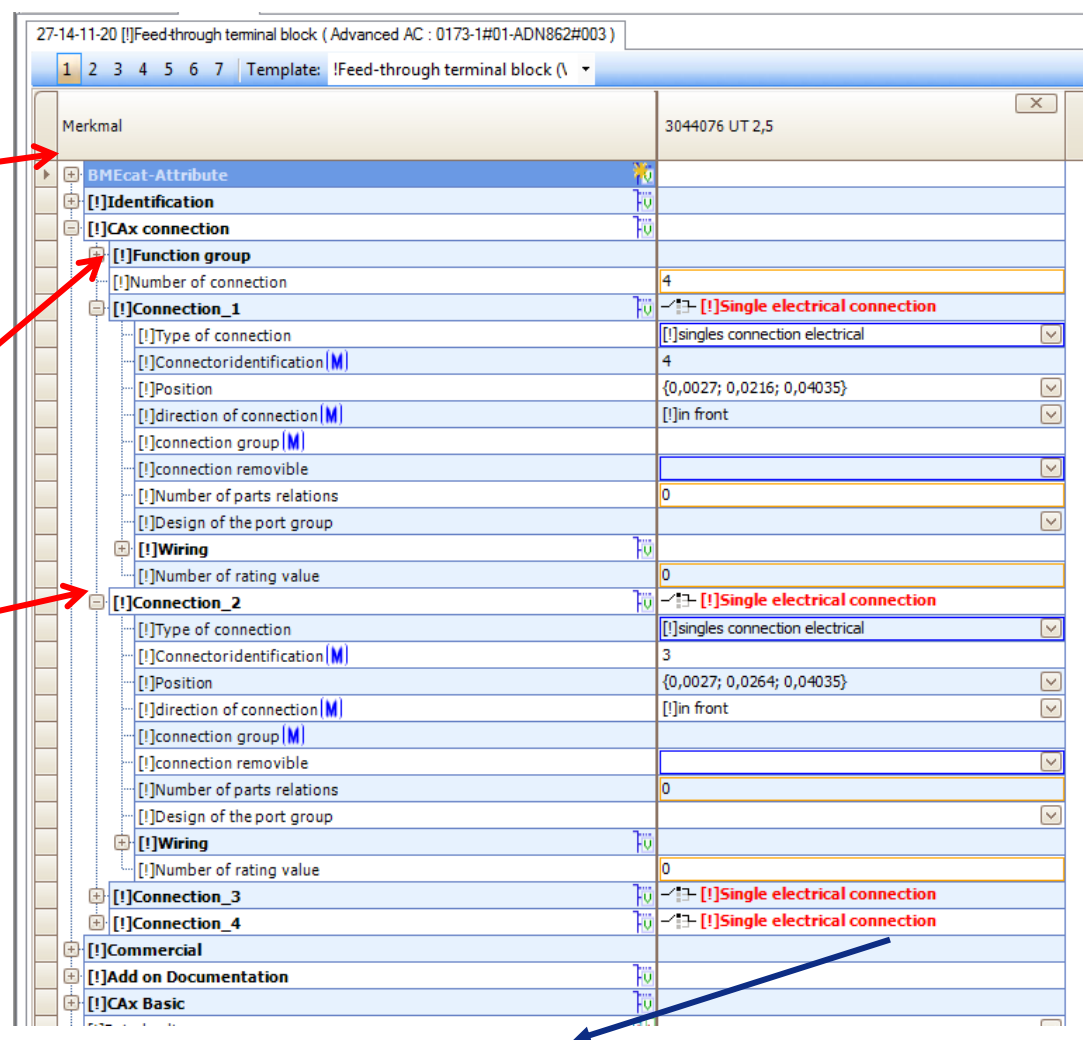 27-14-11-20 [!]Feed-through terminal block ( Advanced AC : 0173-1#01-ADN862#003 )
1 2 3 4 5 6 7 Template: !Feed-through terminal block (\
Merkmal 3044076 UT 2,5
BMEcat-Attribute
[!]Identification
[!]CAx connection
[!]Function group
[!]Number of connection 4
[!]Connection_1 [!]Single electrical connection
[!]Type of connection [!]singles connection electrical
[!]Connectoridentification (M) 4
[!]Position {0,0027; 0,0216; 0,04035}
[!]direction of connection (M) [!]in front
[!]connection group (M)
[!]connection removible
[!]Number of parts relations 0
[!]Design of the port group
[!]Wiring
[!]Number of rating value 0
[!]Connection_2 [!]Single electrical connection
[!]Type of connection [!]singles connection electrical
[!]Connectoridentification (M) 3
[!]Position {0,0027; 0,0264; 0,04035}
[!]direction of connection (M) [!]in front
[!]connection group (M)
[!]connection removible
[!]Number of parts relations 0
[!]Design of the port group
[!]Wiring
[!]Number of rating value 0
[!]Connection_3 [!]Single electrical connection
[!]Connection_4 [!]Single electrical connection
[!]Commercial
[!]Add on Documentation
[!]CAx Basic